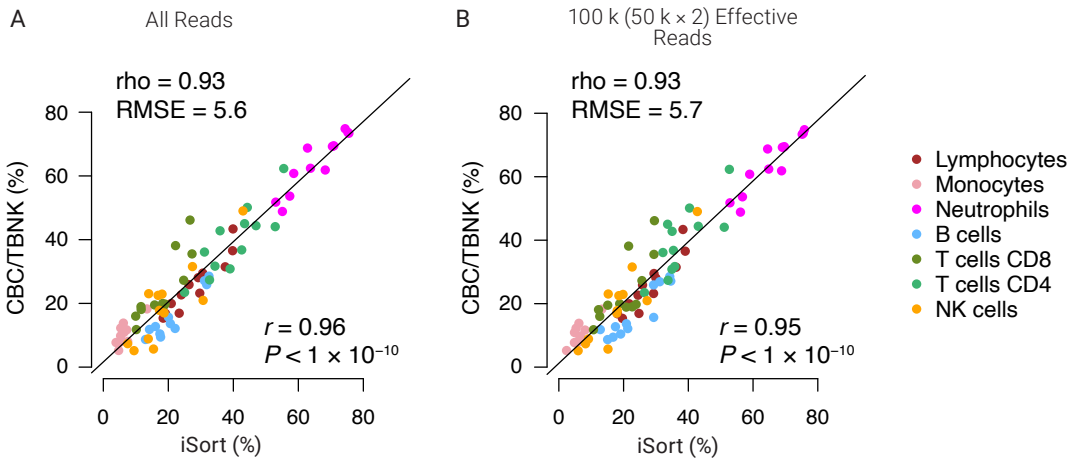 A
All Reads
rho = 0.93
RMSE = 5.6
CBC/TBNK (%)
80
60
40
20
0
r = 0.96
P < 1 × 10⁻¹⁰
0 20 40 60 80
iSort (%)
B
100 k (50 k × 2) Effective
Reads
rho = 0.93
RMSE = 5.7
CBC/TBNK (%)
80
60
40
20
0
r = 0.95
P < 1 × 10⁻¹⁰
0 20 40 60 80
iSort (%)
Lymphocytes
Monocytes
Neutrophils
B cells
T cells CD8
T cells CD4
NK cells